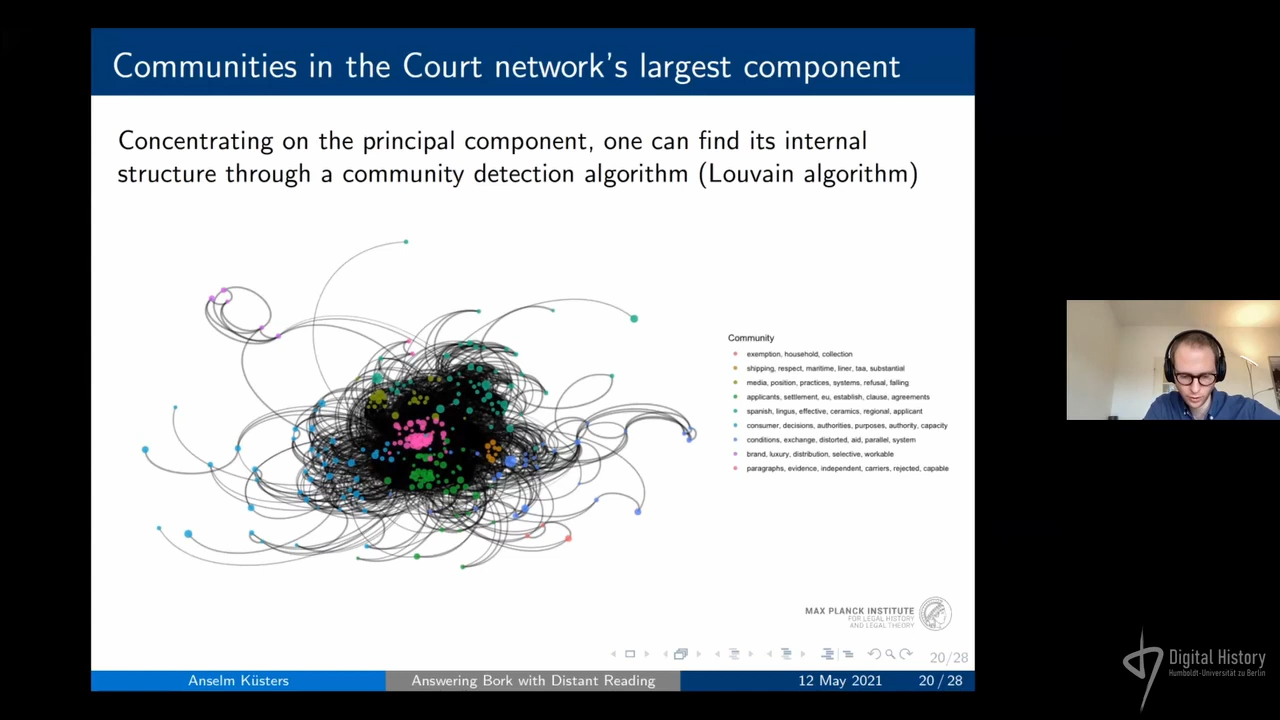 Communities in the Court network's largest component
Concentrating on the principal component, one can find its internal
structure through a community detection algorithm (Louvain algorithm)
Community
exemption, household, collection
shipping, respect, maritime, liner, taa, substantial
media, position, practices, systems, refusal, falling
applicants, settlement, eu, establish, clause, agreements
spanish, lingus, effective, ceramics, regional, applicant
consumer, decisions, authorities, purposes, authority, capacity
conditions, exchange, distorted, aid, parallel, system
brand, luxury, distribution, selective, workable
paragraphs, evidence, independent, carriers, rejected, capable
MAX PLANCK INSTITUTE
FOR LEGAL HISTORY
AND LEGAL THEORY
20/28
Anselm Küsters
Answering Bork with Distant Reading
12 May 2021
20 / 28
Digital History
Humboldt-Universität zu Berlin